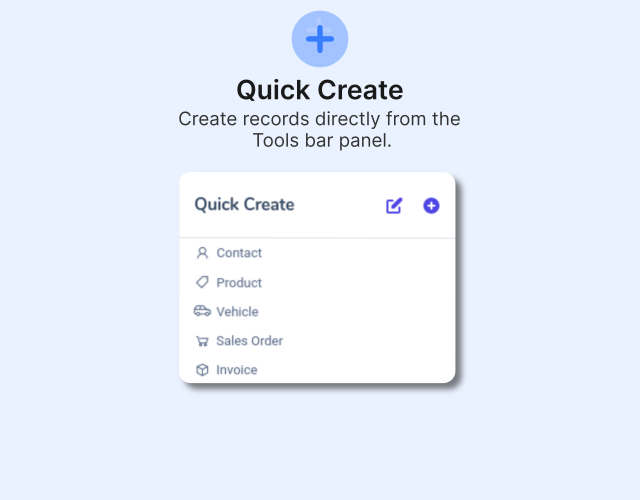 Quick Create
Create records directly from the
Tools bar panel.
Quick Create
Contact
Product
Vehicle
Sales Order
Invoice